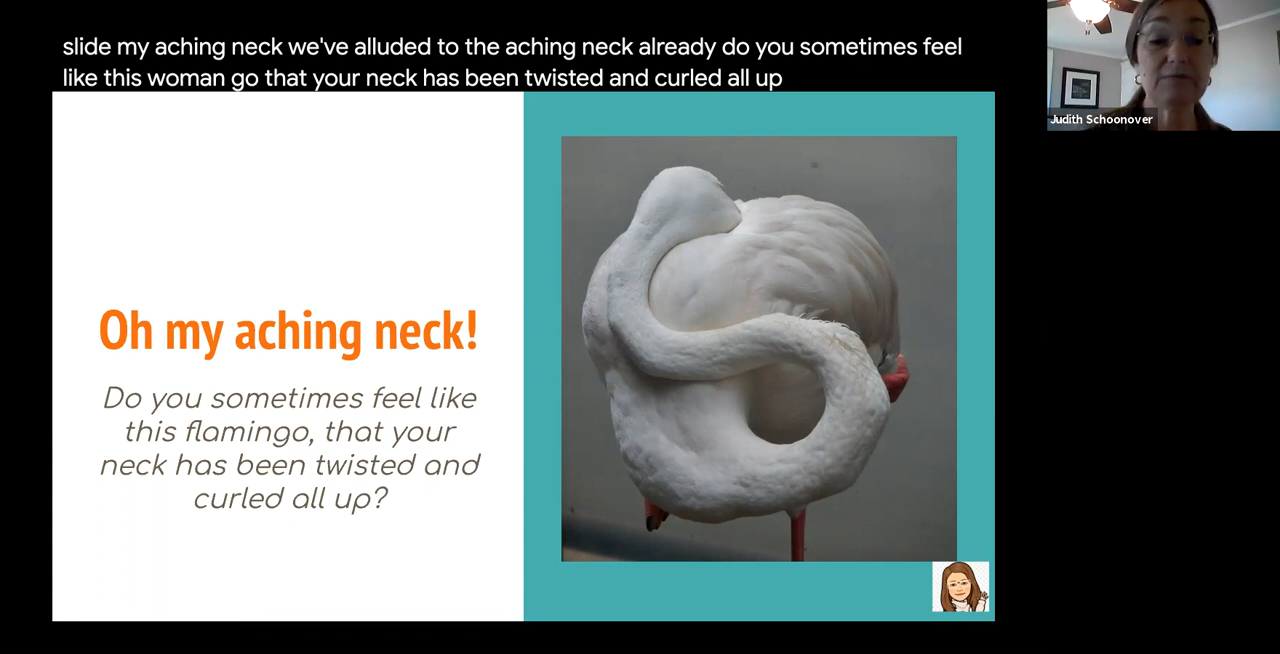 slide my aching neck we've alluded to the aching neck already do you sometimes feel
like this woman go that your neck has been twisted and curled all up
Judith Schoonover
Oh my aching neck!
Do you sometimes feel like
this flamingo, that your
neck has been twisted and
curled all up?